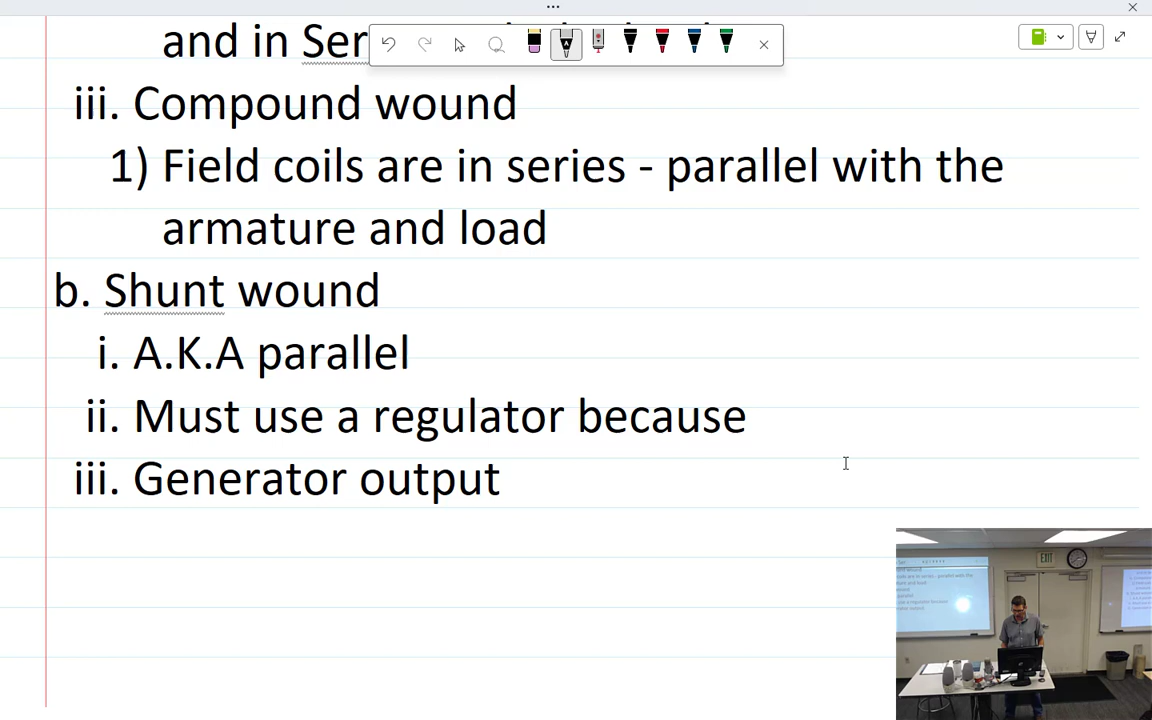 and in Ser
iii. Compound wound
1) Field coils are in series - parallel with the
armature and load
b. Shunt wound
i. A.K.A parallel
ii. Must use a regulator because
iii. Generator output
EXIT